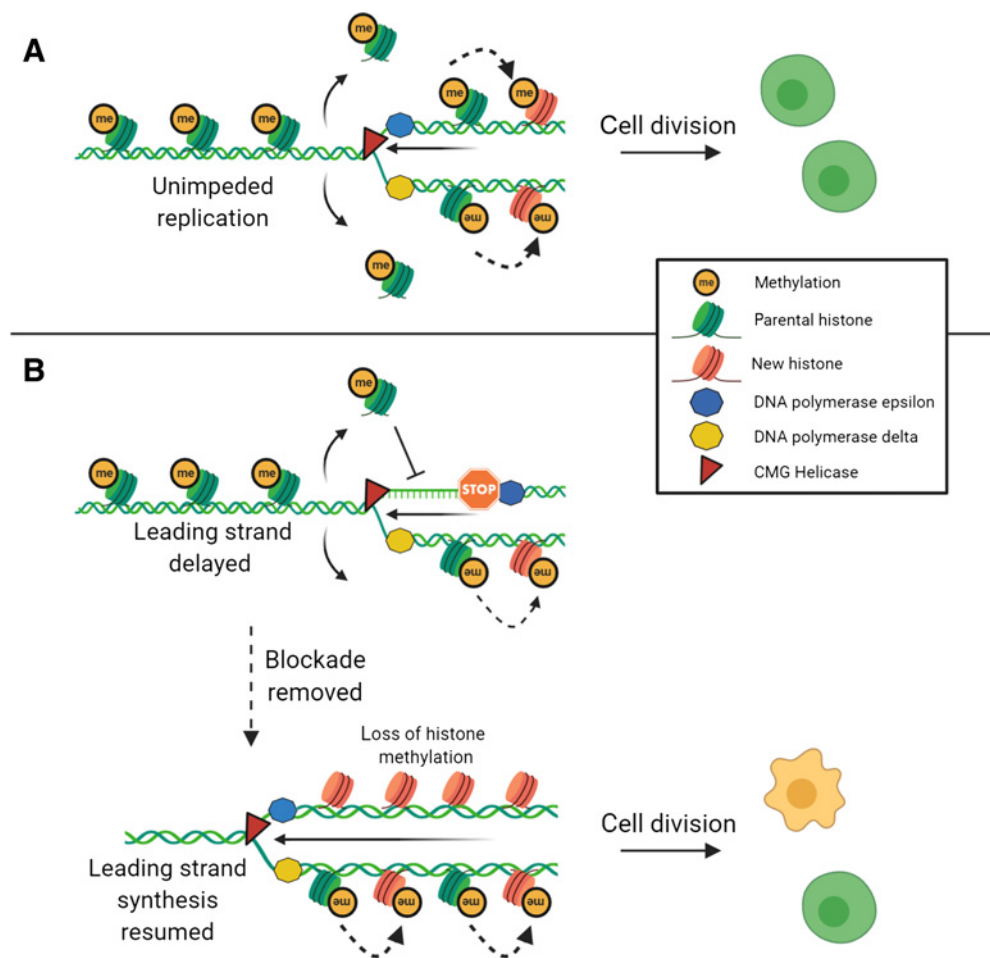 A
me
me
me
me
me
me
Unimpeded
replication
me
me
me
Cell division
me
Methylation
Parental histone
New histone
DNA polymerase epsilon
DNA polymerase delta
CMG Helicase
B
me
me
me
me
STOP
Leading strand
delayed
me
me
Blockade
removed
Loss of histone
methylation
Cell division
Leading strand
synthesis
resumed
me
me
me
me